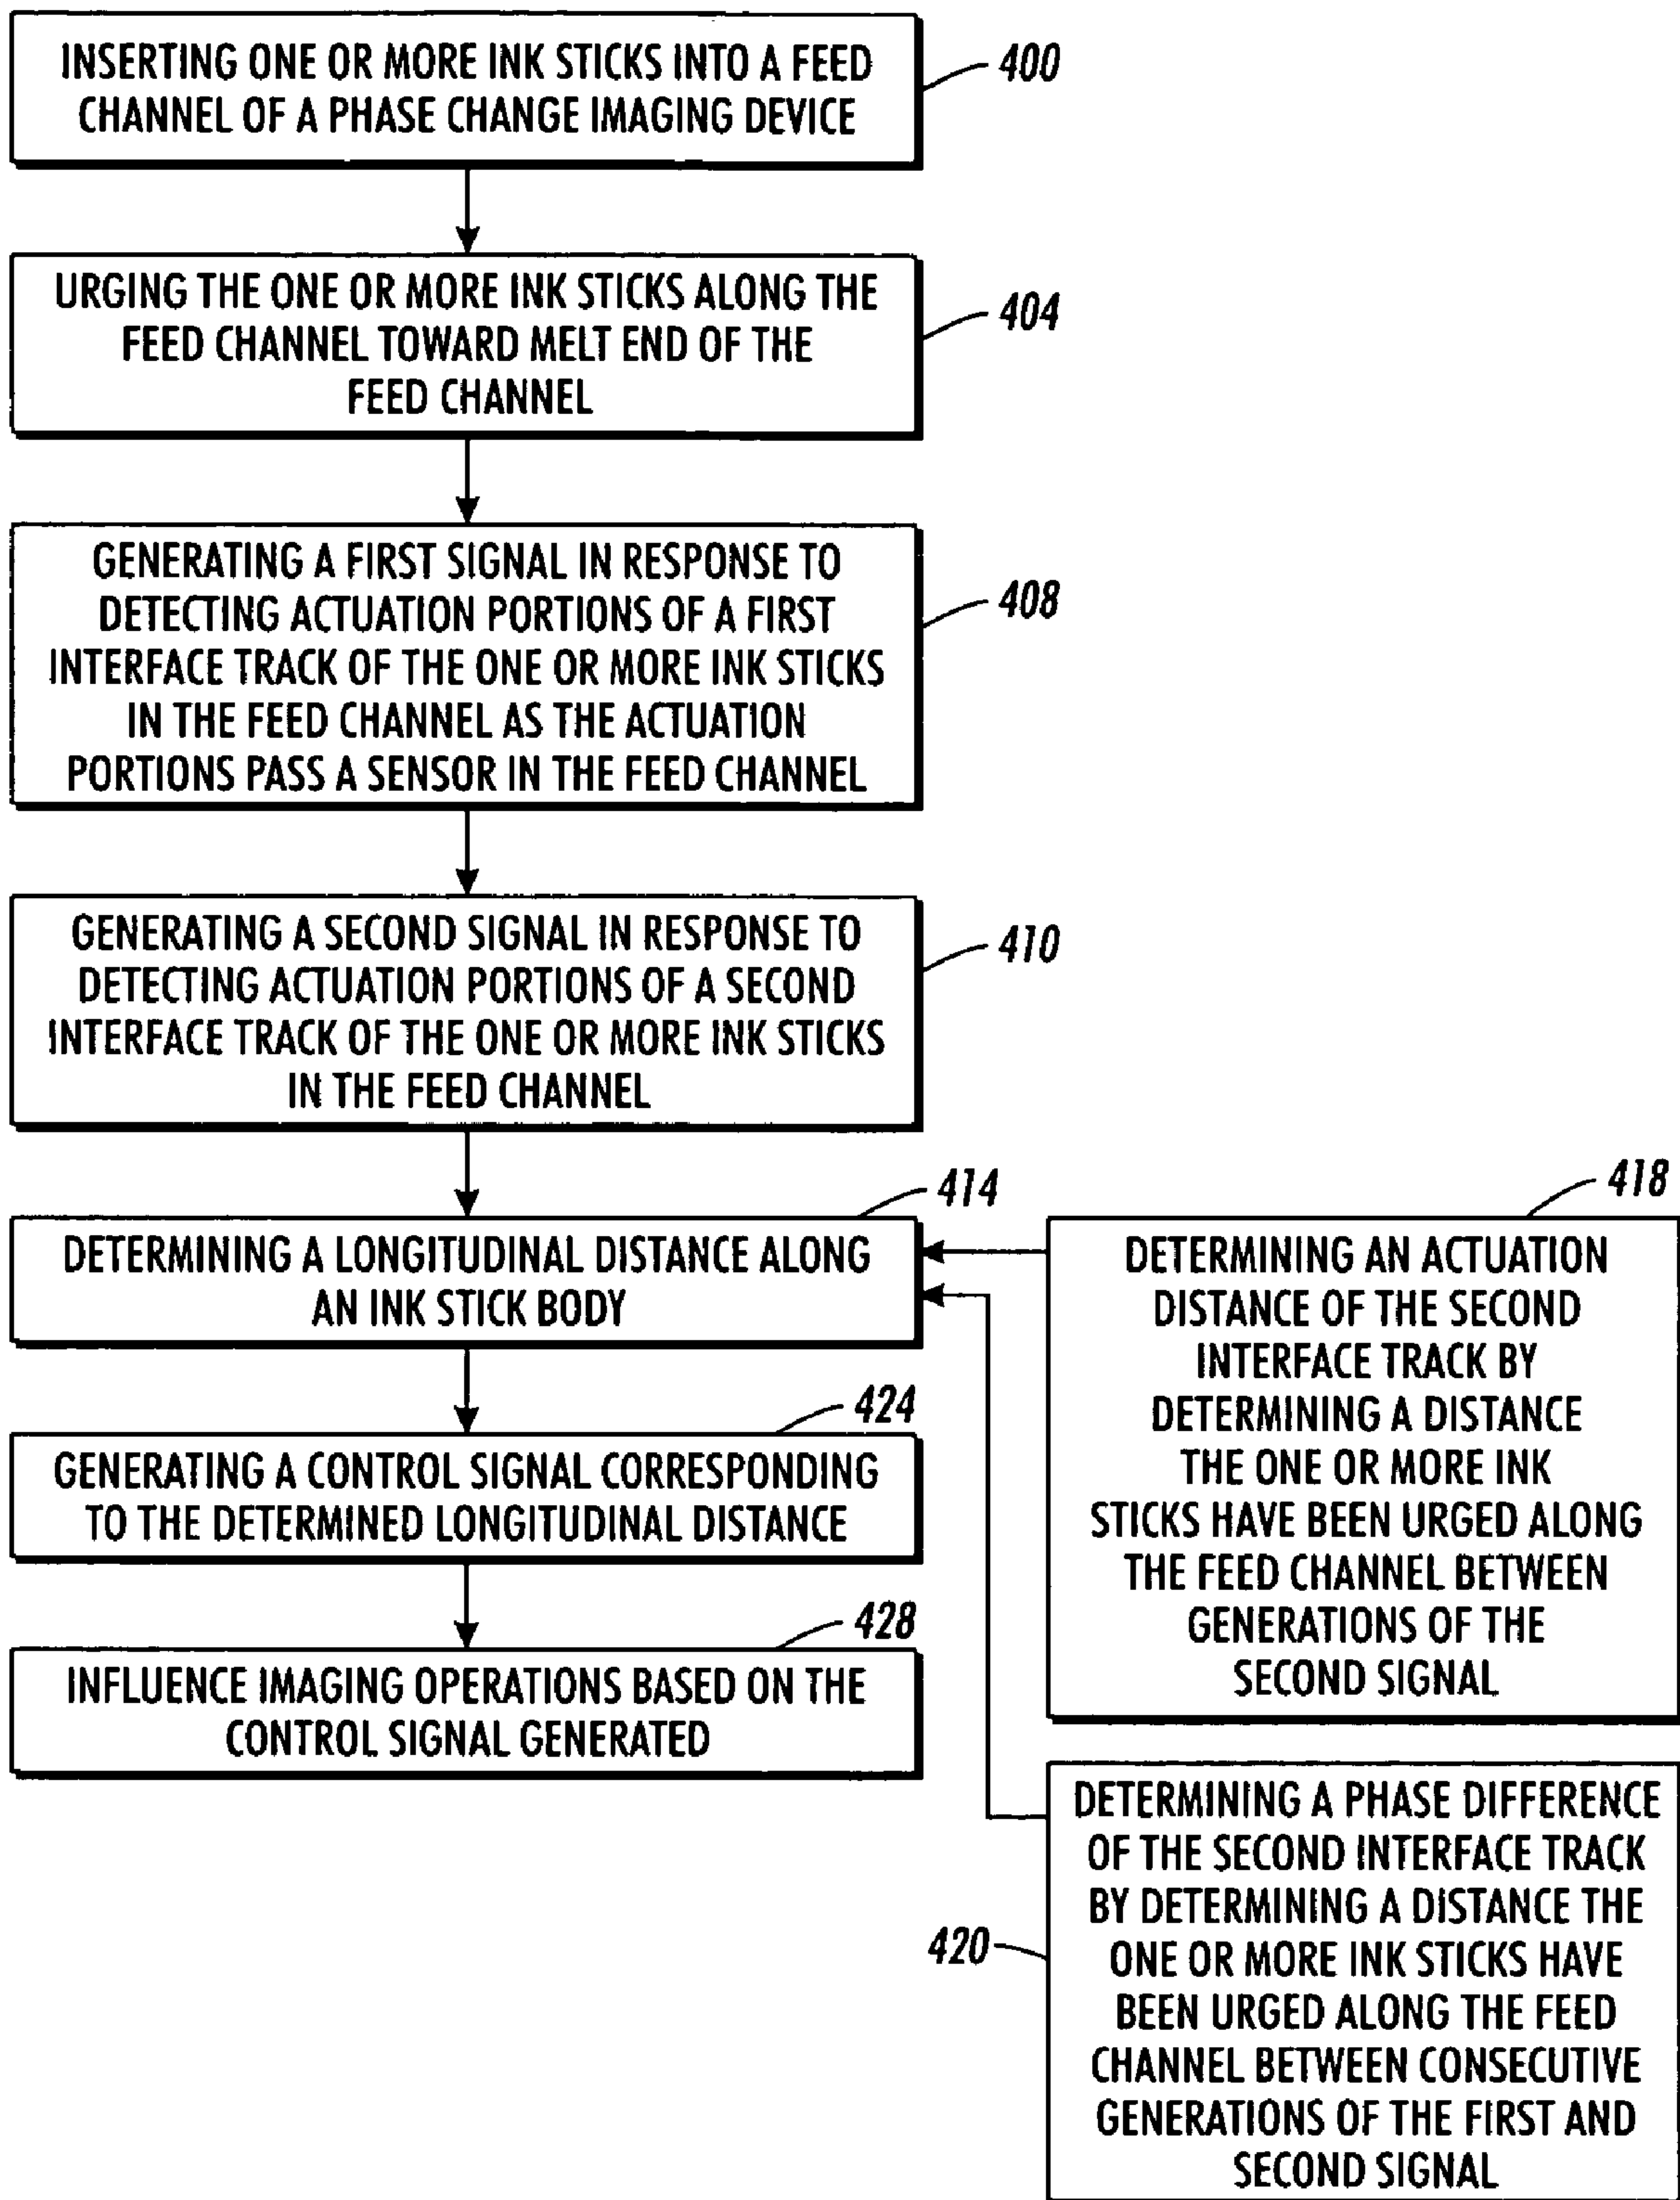 INSERTING ONE OR MORE INK STICKS INTO A FEED
CHANNEL OF A PHASE CHANGE IMAGING DEVICE
400
URGING THE ONE OR MORE INK STICKS ALONG THE
FEED CHANNEL TOWARD MELT END OF THE
FEED CHANNEL
404
GENERATING A FIRST SIGNAL IN RESPONSE TO
DETECTING ACTUATION PORTIONS OF A FIRST
INTERFACE TRACK OF THE ONE OR MORE INK STICKS
IN THE FEED CHANNEL AS THE ACTUATION
PORTIONS PASS A SENSOR IN THE FEED CHANNEL
408
GENERATING A SECOND SIGNAL IN RESPONSE TO
DETECTING ACTUATION PORTIONS OF A SECOND
INTERFACE TRACK OF THE ONE OR MORE INK STICKS
IN THE FEED CHANNEL
410
414
DETERMINING A LONGITUDINAL DISTANCE ALONG
AN INK STICK BODY
424
GENERATING A CONTROL SIGNAL CORRESPONDING
TO THE DETERMINED LONGITUDINAL DISTANCE
428
INFLUENCE IMAGING OPERATIONS BASED ON THE
CONTROL SIGNAL GENERATED
418
DETERMINING AN ACTUATION
DISTANCE OF THE SECOND
INTERFACE TRACK BY
DETERMINING A DISTANCE
THE ONE OR MORE INK
STICKS HAVE BEEN URGED ALONG
THE FEED CHANNEL BETWEEN
GENERATIONS OF THE
SECOND SIGNAL
420
DETERMINING A PHASE DIFFERENCE
OF THE SECOND INTERFACE TRACK
BY DETERMINING A DISTANCE THE
ONE OR MORE INK STICKS HAVE
BEEN URGED ALONG THE FEED
CHANNEL BETWEEN CONSECUTIVE
GENERATIONS OF THE FIRST AND
SECOND SIGNAL